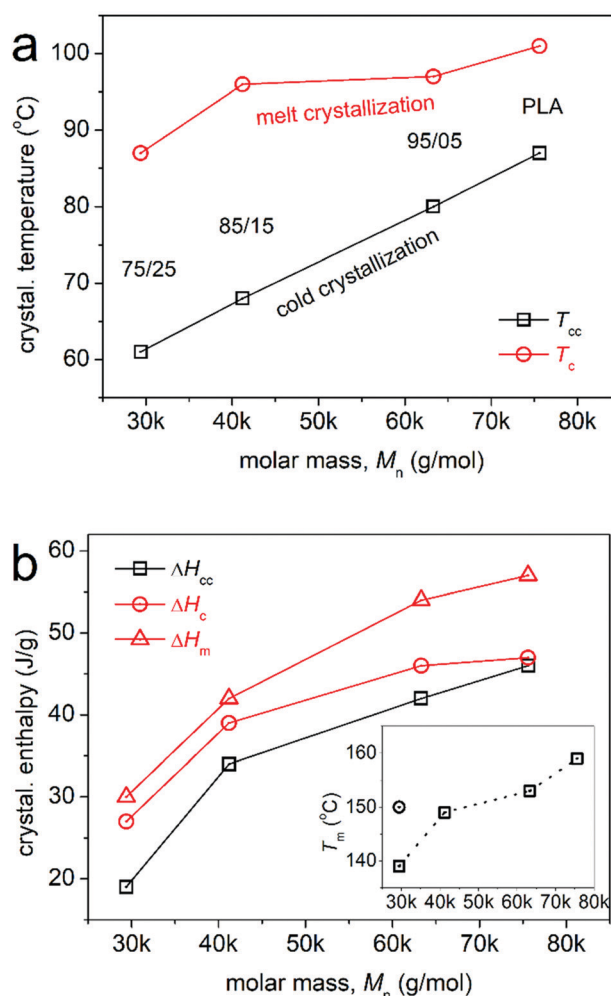 a
100
90
80
70
60
crystal. temperature (°C)
melt crystallization
PLA
95/05
85/15
75/25
cold crystallization
Tcc
Tc
30k 40k 50k 60k 70k 80k
molar mass, Mn (g/mol)
b
60
50
40
30
20
crystal. enthalpy (J/g)
ΔHcc
ΔHc
ΔHm
160
150
140
Tm (°C)
30k 40k 50k 60k 70k 80k
30k 40k 50k 60k 70k 80k
molar mass, Mn (g/mol)